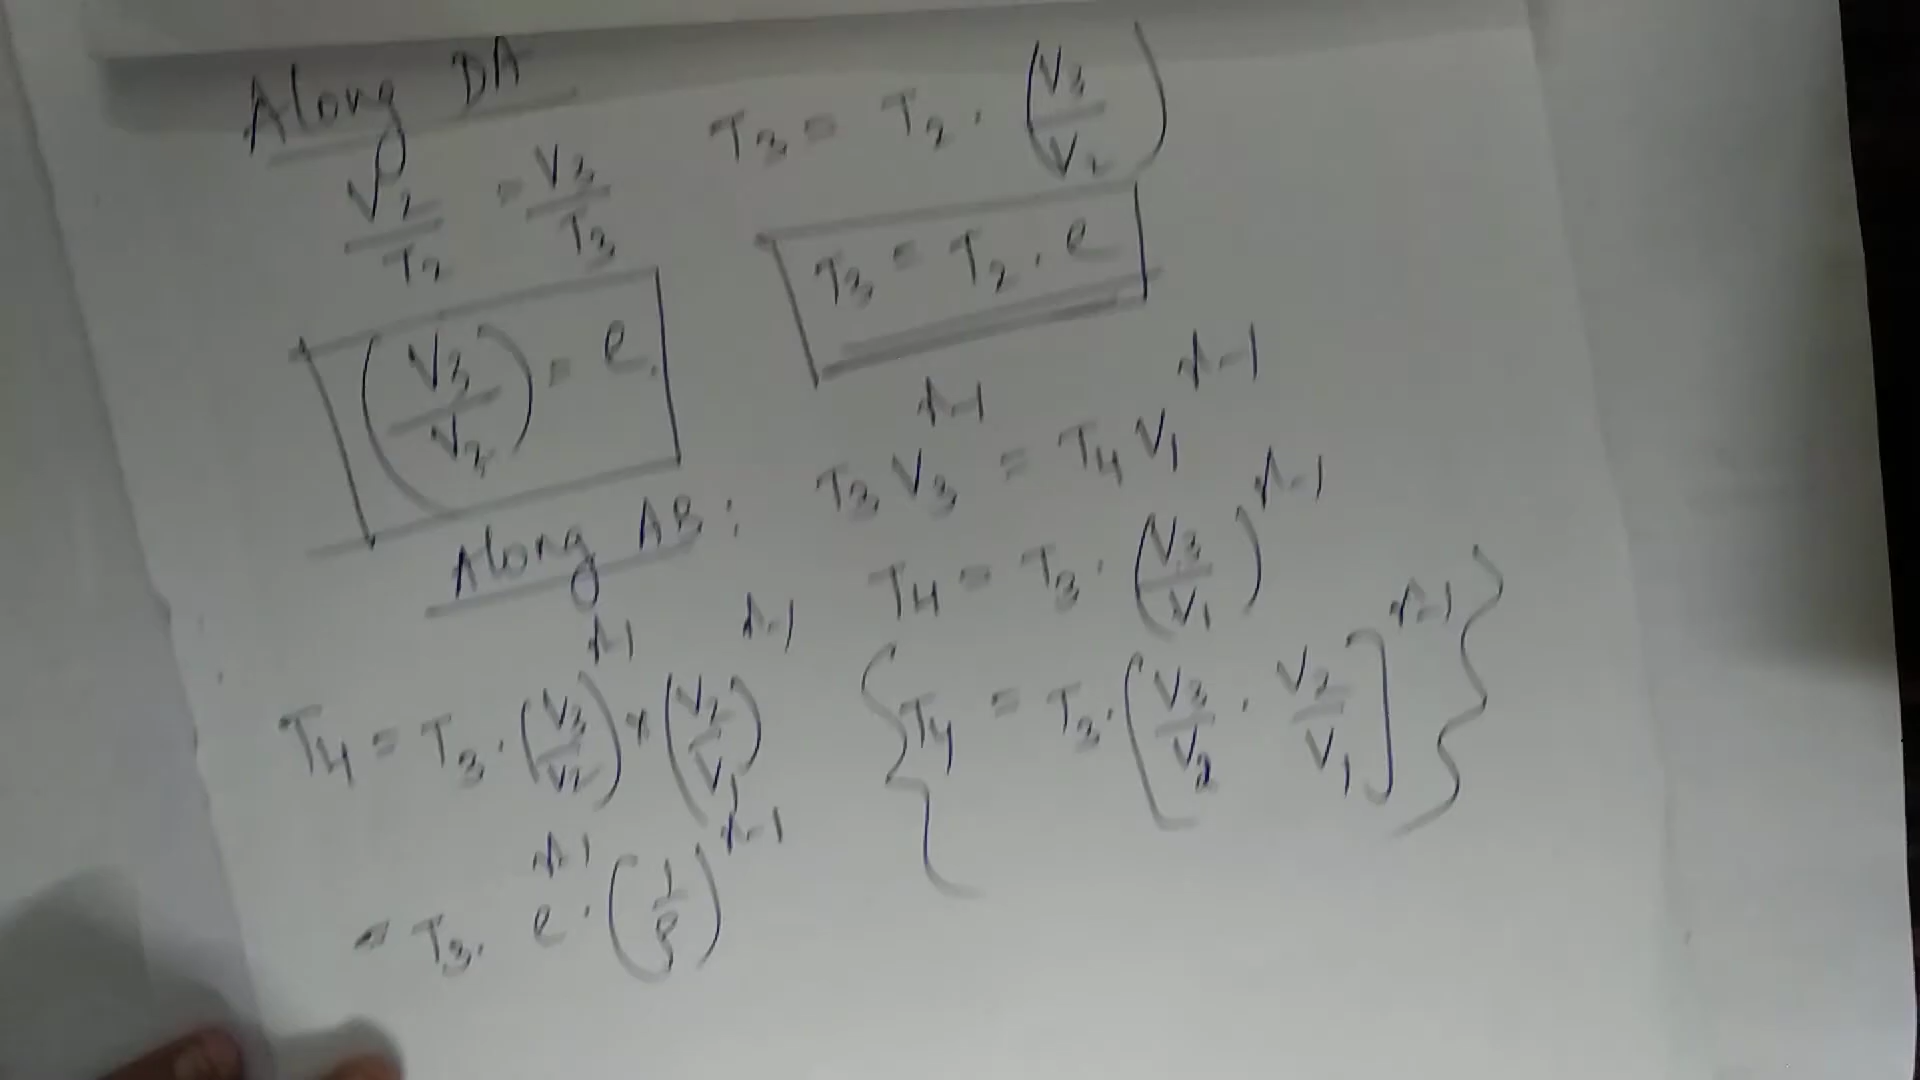 Along DA
V₂/T₂ = V₃/T₃
T₃ = T₂ . (V₃/V₂)
(V₃/V₂) = ρ.
T₃ = T₂ . ρ
Along AB : T₃ V₃^(γ-1) = T₄ V₁^(γ-1)
T₄ = T₃ . (V₃/V₁)^(γ-1)
{T₄ = T₃ . [V₃/V₂ . V₂/V₁]^(γ-1)}
T₄ = T₃ . (V₃/V₂)^(γ-1) × (V₂/V₁)^(γ-1)
= T₃ . ρ^(γ-1) . (1/ρ)^(γ-1)